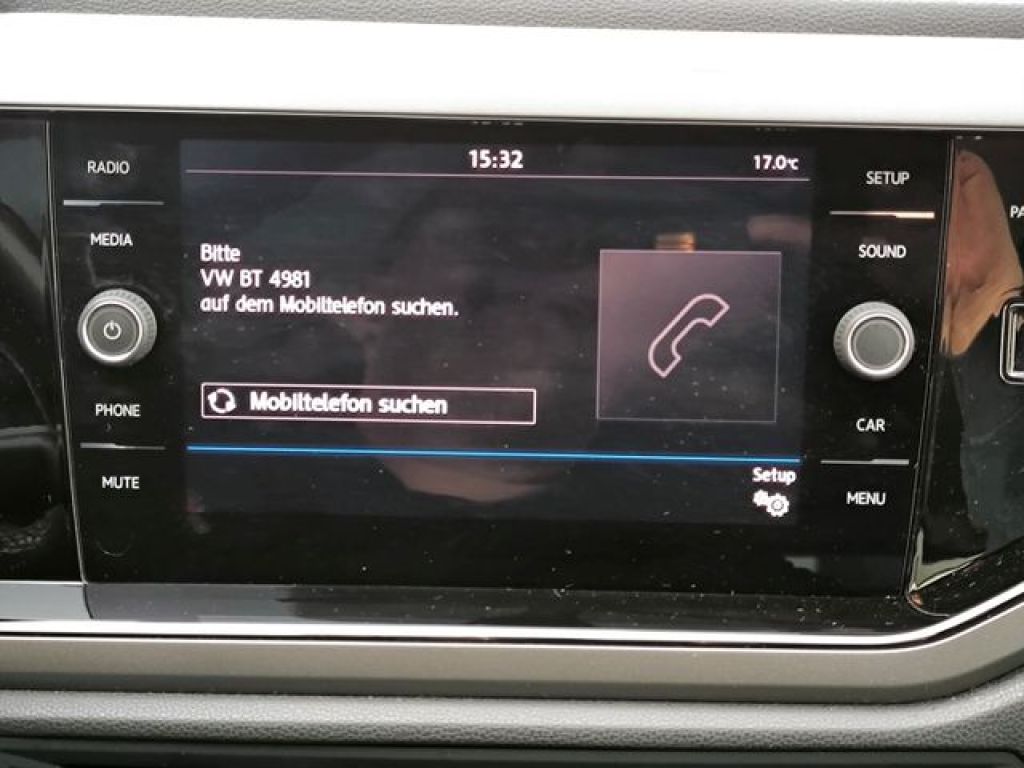 15:32
17.0°C
RADIO
MEDIA
PHONE
MUTE
Bitte
VW BT 4981
auf dem Mobiltelefon suchen.
Mobiltelefon suchen
Setup
SETUP
SOUND
CAR
MENU